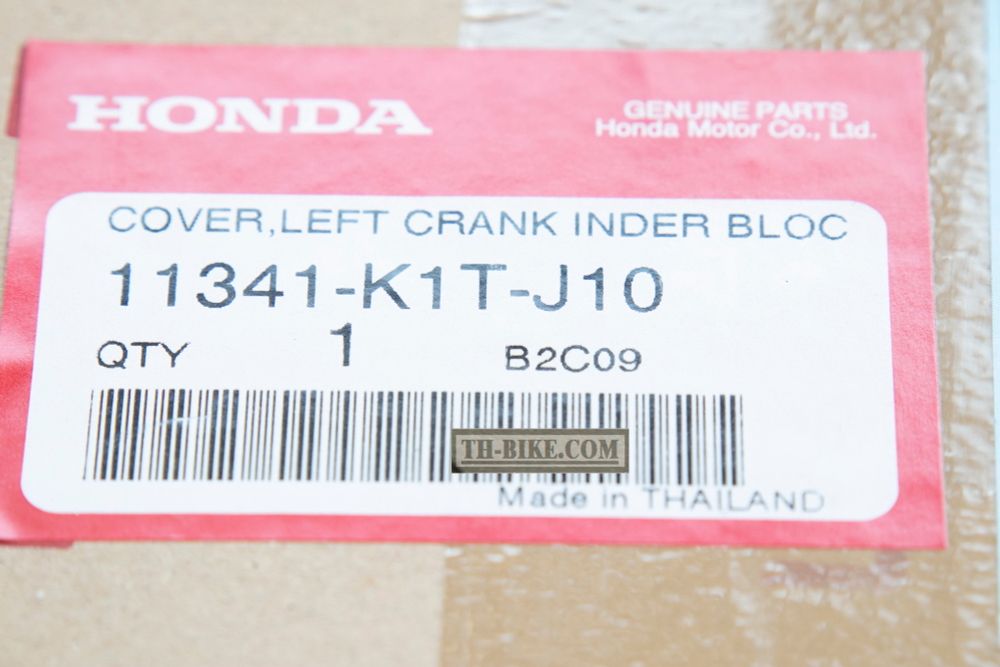 HONDA
GENUINE PARTS
Honda Motor Co., Ltd.
COVER,LEFT CRANK INDER BLOC
11341-K1T-J10
QTY 1 B2C09
TH-BIKE.COM
Made in THAILAND